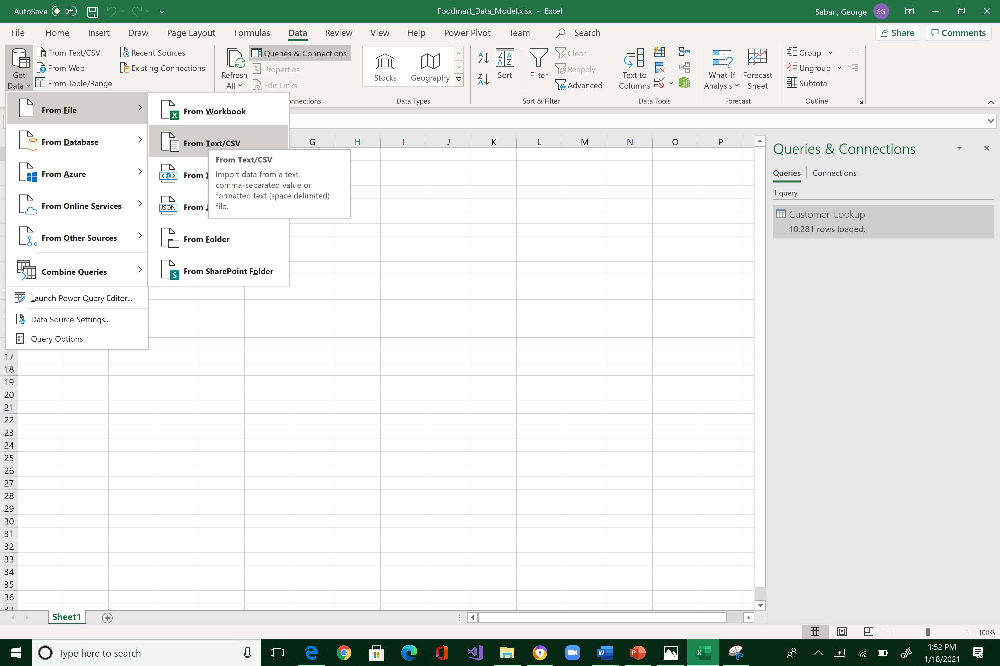 AutoSave Off
Foodmart_Data_Model.xlsx - Excel
Saban, George SG
File Home Insert Draw Page Layout Formulas Data Review View Help Power Pivot Team Search Share Comments
Get Data
From Text/CSV
From Web
From Table/Range
Recent Sources
Existing Connections
Refresh All
Queries & Connections
Properties
Edit Links
Stocks Geography
Data Types
Sort
Filter
Clear
Reapply
Advanced
Sort & Filter
Text to Columns
Data Tools
What-If Analysis
Forecast Sheet
Forecast
Group
Ungroup
Subtotal
Outline
From File
From Database
From Azure
From Online Services
From Other Sources
Combine Queries
Launch Power Query Editor...
Data Source Settings...
Query Options
From Workbook
From Text/CSV
From
JSON From
From Folder
From SharePoint Folder
From Text/CSV
Import data from a text,
comma-separated value or
formatted text (space delimited)
file.
G H I J K L M N O P
17
18
19
20
21
22
23
24
25
26
27
28
29
30
31
32
33
34
35
36
37
Queries & Connections
Queries Connections
1 query
Customer-Lookup
10,281 rows loaded.
Sheet1
100%
Type here to search
1:52 PM
1/18/2021